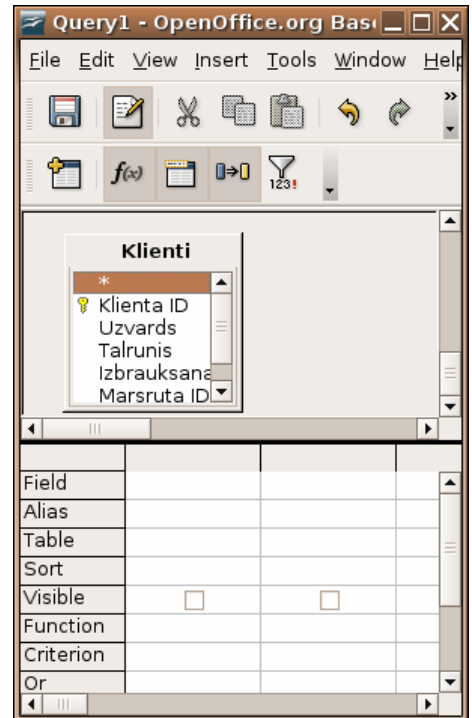 Query1 - OpenOffice.org Bas
File Edit View Insert Tools Window Help
f(x) 123!
Klienti
*
Klienta ID
Uzvards
Talrunis
Izbrauksana
Marsruta ID
Field
Alias
Table
Sort
Visible
Function
Criterion
Or